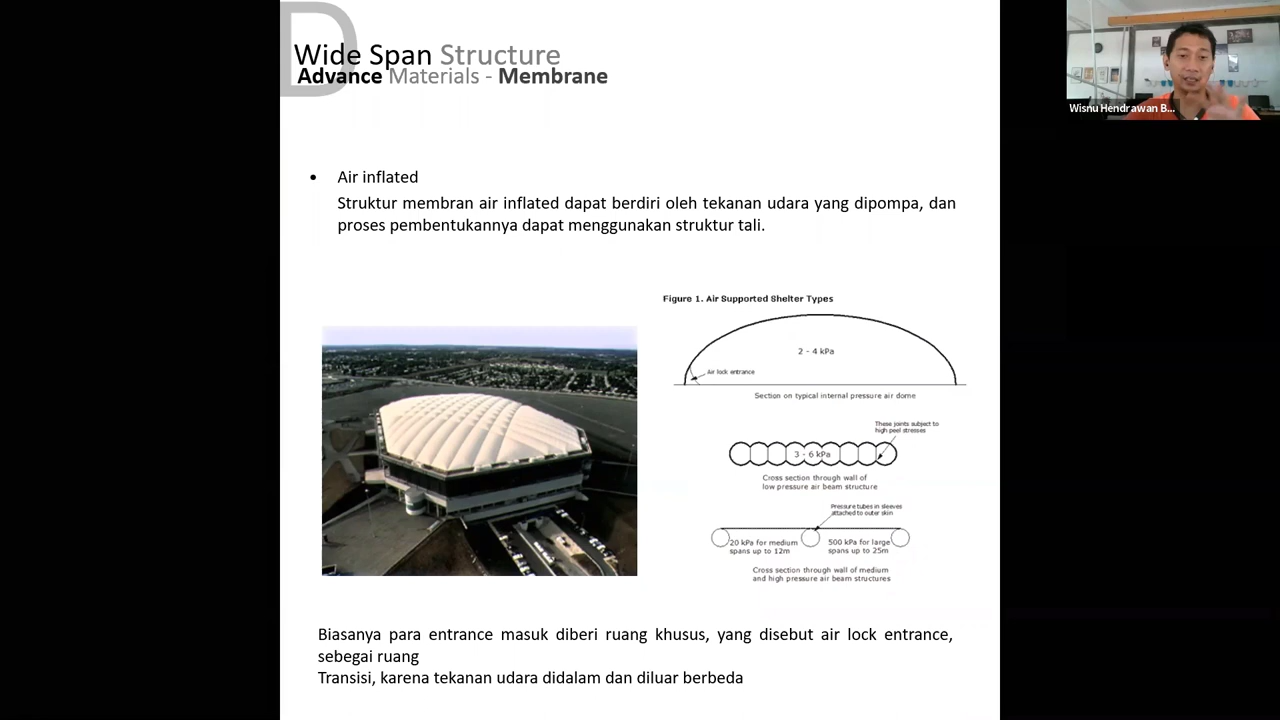 D
Wide Span Structure
Advance Materials - Membrane
Wisnu Hendrawan B...
• Air inflated
Struktur membran air inflated dapat berdiri oleh tekanan udara yang dipompa, dan
proses pembentukannya dapat menggunakan struktur tali.
Figure 1. Air Supported Shelter Types
2 - 4 kPa
Air lock entrance
Section on typical internal pressure air dome
These joints subject to
high peel stresses
3 - 6 kPa
Cross section through wall of
low pressure air beam structure
Pressure tubes in sleeves
attached to outer skin
20 kPa for medium
spans up to 12m
500 kPa for large
spans up to 25m
Cross section through wall of medium
and high pressure air beam structures
Biasanya para entrance masuk diberi ruang khusus, yang disebut air lock entrance,
sebegai ruang
Transisi, karena tekanan udara didalam dan diluar berbeda